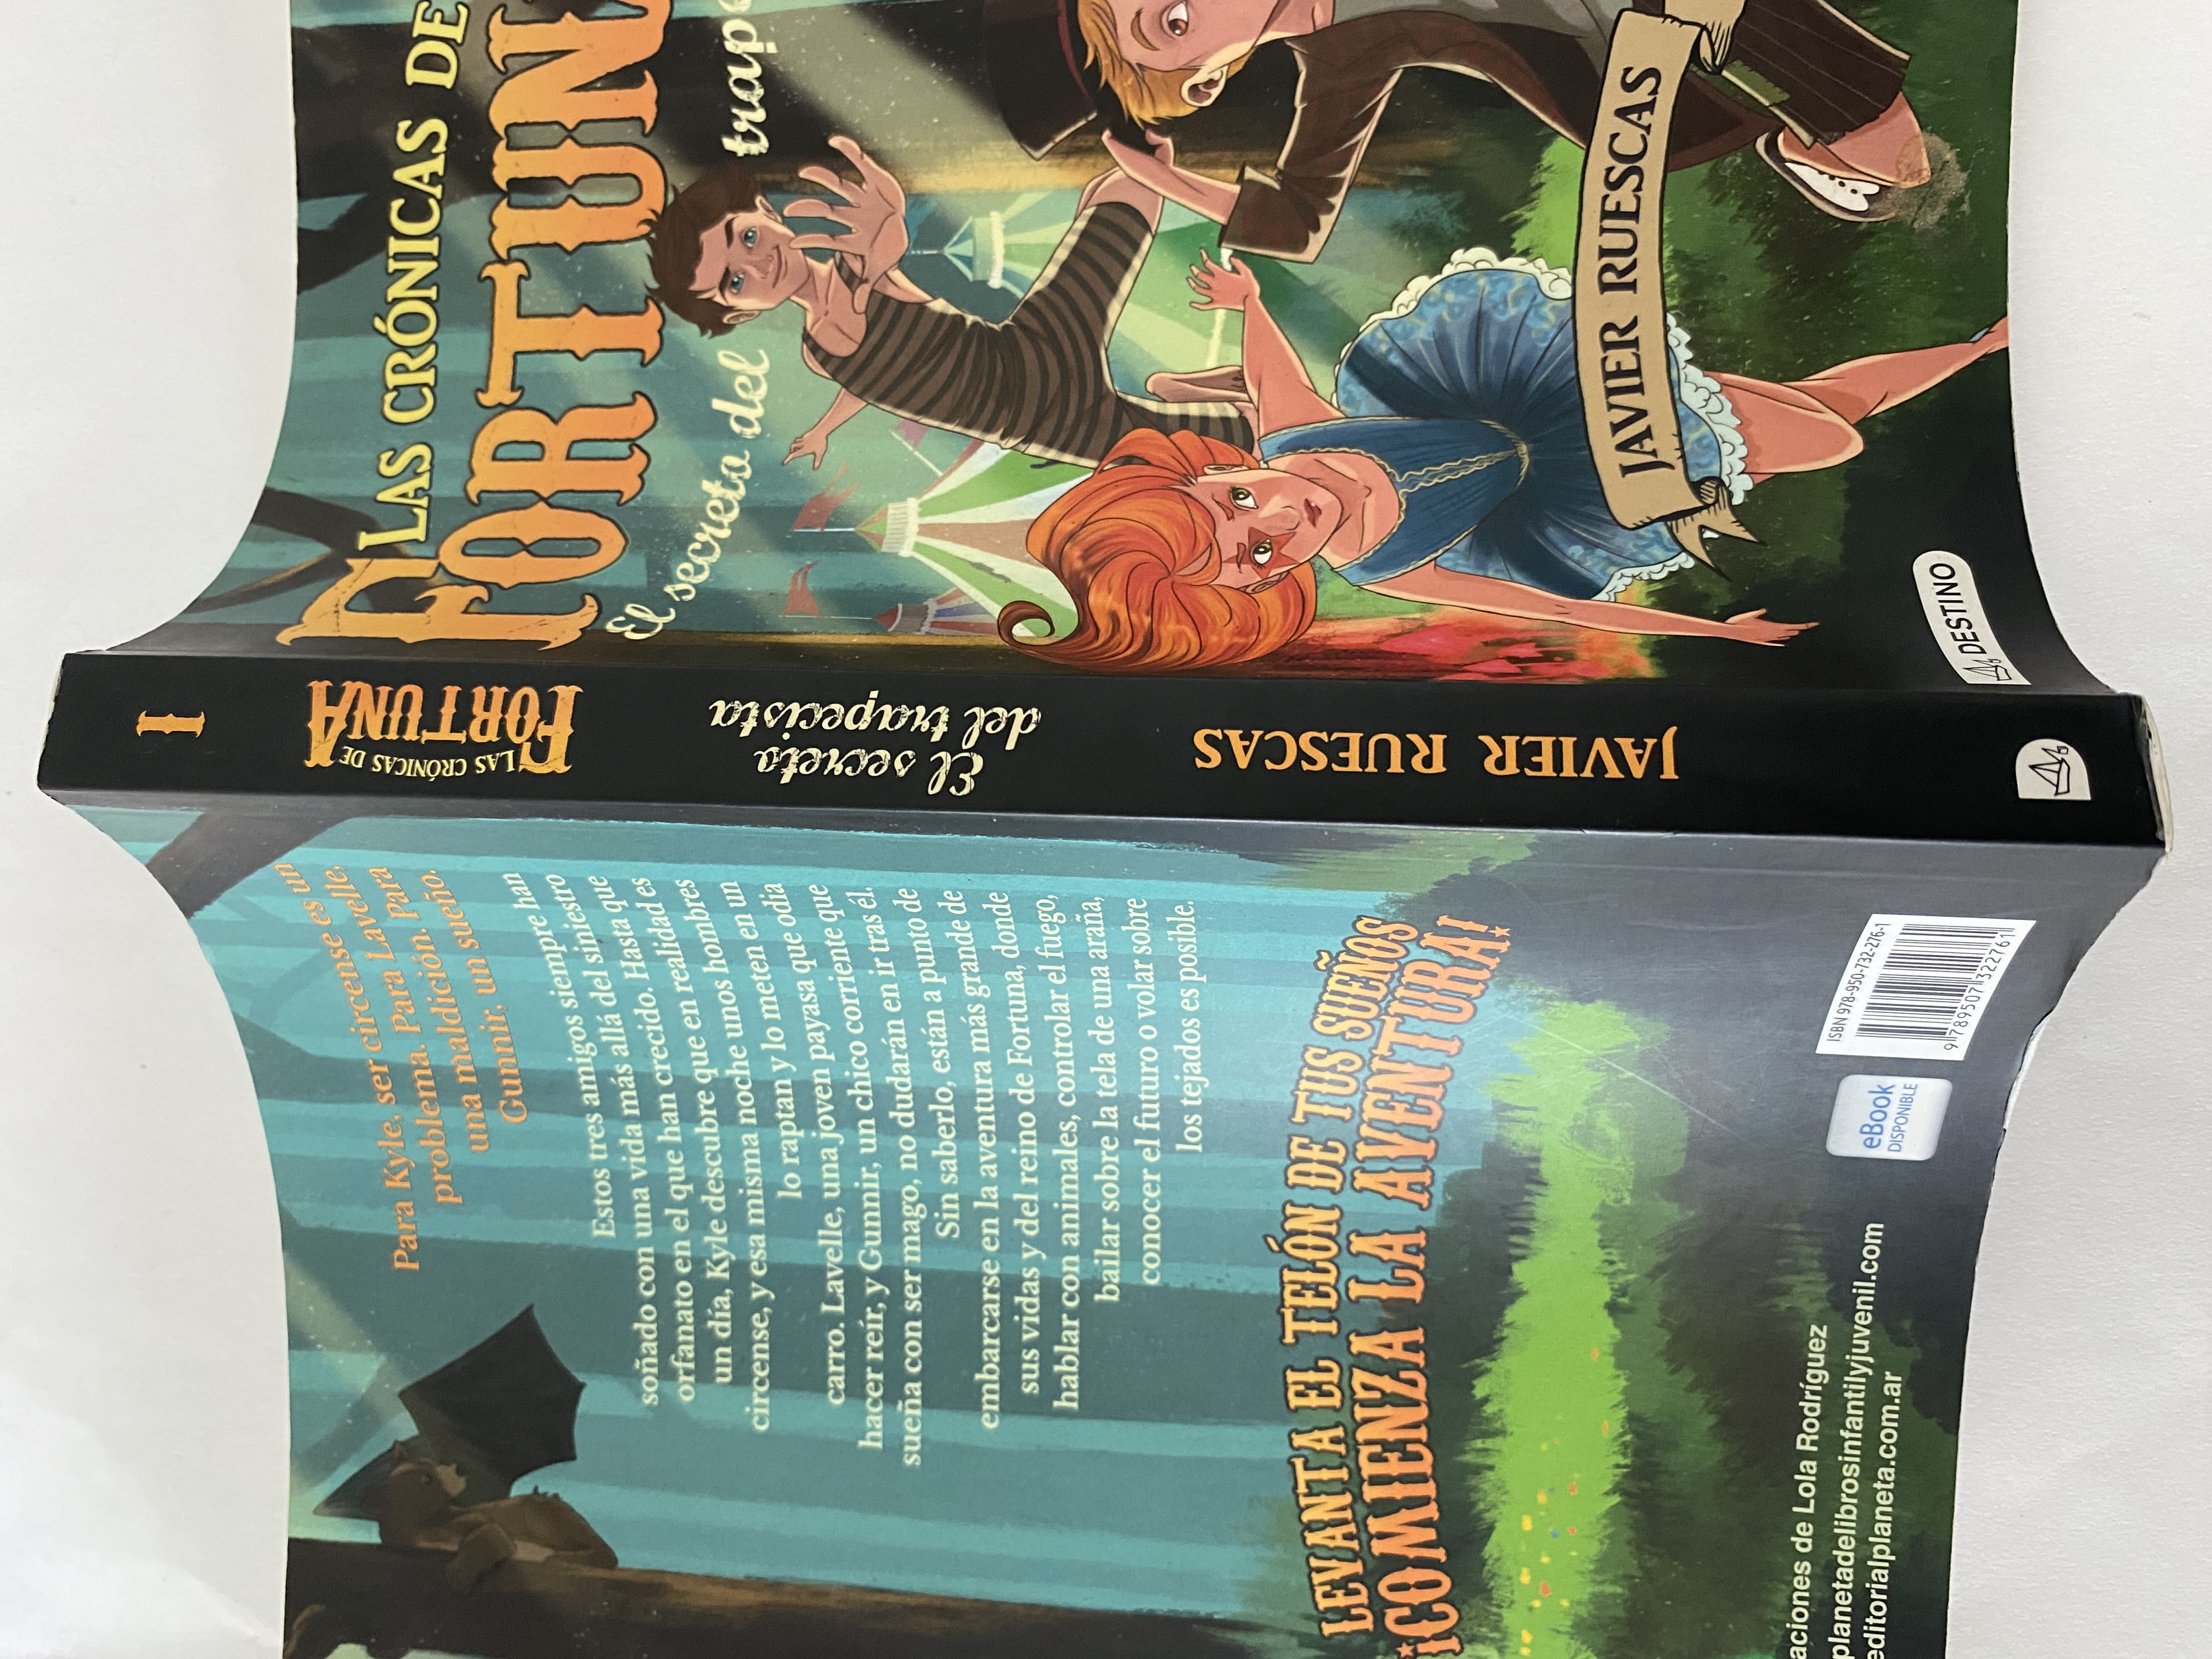 Para Kyle, ser circense es un
problema. Para Lavelle,
una maldición. Para
Gunnir, un sueño.
Estos tres amigos siempre han
soñado con una vida más allá del siniestro
orfanato en el que han crecido. Hasta que
un día, Kyle descubre que en realidad es
circense, y esa misma noche unos hombres
lo raptan y lo meten en un
carro. Lavelle, una joven payasa que odia
hacer reír, y Gunnir, un chico corriente que
sueña con ser mago, no dudarán en ir tras él.
Sin saberlo, están a punto de
embarcarse en la aventura más grande de
sus vidas y del reino de Fortuna, donde
hablar con animales, controlar el fuego,
bailar sobre la tela de una araña,
conocer el futuro o volar sobre
los tejados es posible.
LEVANTA EL TELÓN DE TUS SUEÑOS
¡COMIENZA LA AVENTURA!
aciones de Lola Rodríguez
planetadelibrosinfantilyjuvenil.com
editorialplaneta.com.ar
eBook
DISPONIBLE
ISBN 978-950-732-276-1
9 789507 322761
I
LAS CRÓNICAS DE
FORTUNA
El secreto
del trapecista
JAVIER RUESCAS
LAS CRÓNICAS DE
FORTUNA
El secreto del trape
JAVIER RUESCAS
DESTINO